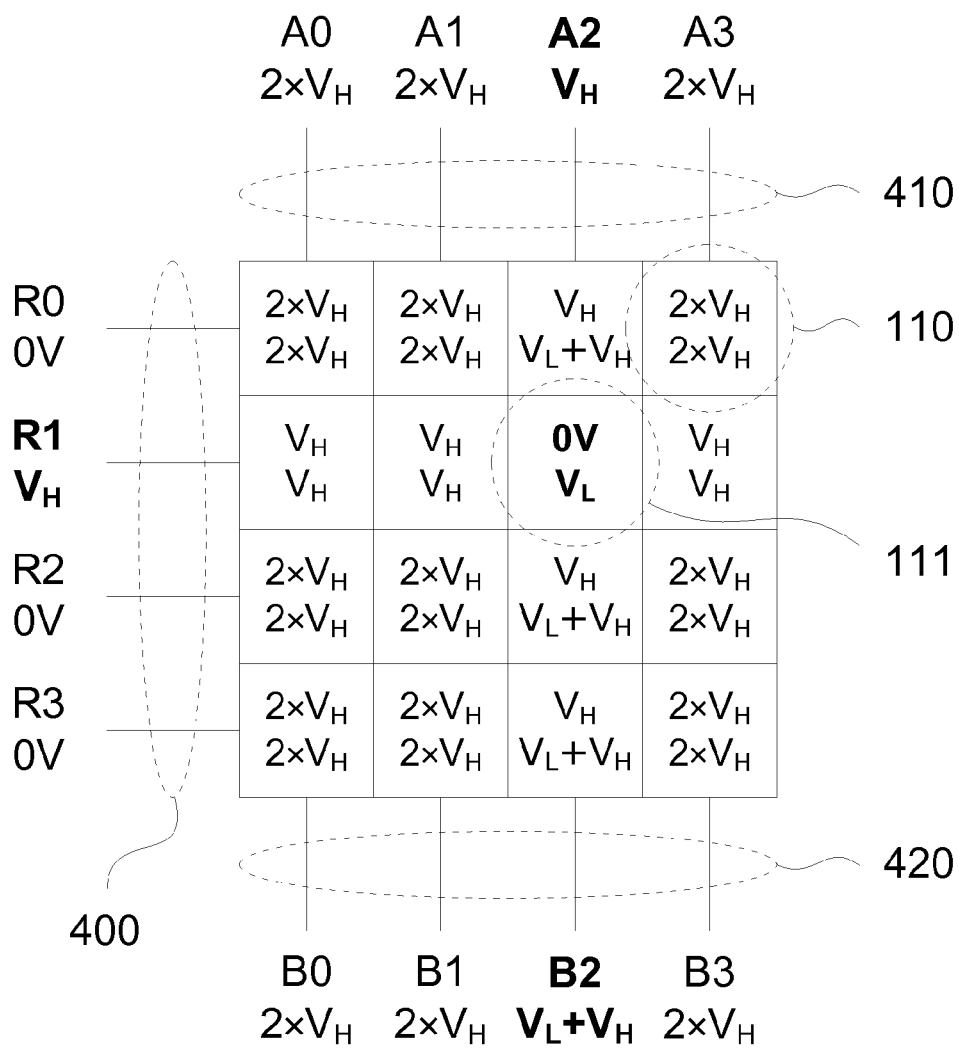 A0 A1 A2 A3
2×V_H 2×V_H V_H 2×V_H
410
R0 2×V_H 2×V_H V_H 2×V_H 110
0V 2×V_H 2×V_H V_L+V_H 2×V_H
R1 V_H V_H 0V V_H
V_H V_H V_H V_L V_H
111
R2 2×V_H 2×V_H V_H 2×V_H
0V 2×V_H 2×V_H V_L+V_H 2×V_H
R3 2×V_H 2×V_H V_H 2×V_H
0V 2×V_H 2×V_H V_L+V_H 2×V_H
420
400
B0 B1 B2 B3
2×V_H 2×V_H V_L+V_H 2×V_H